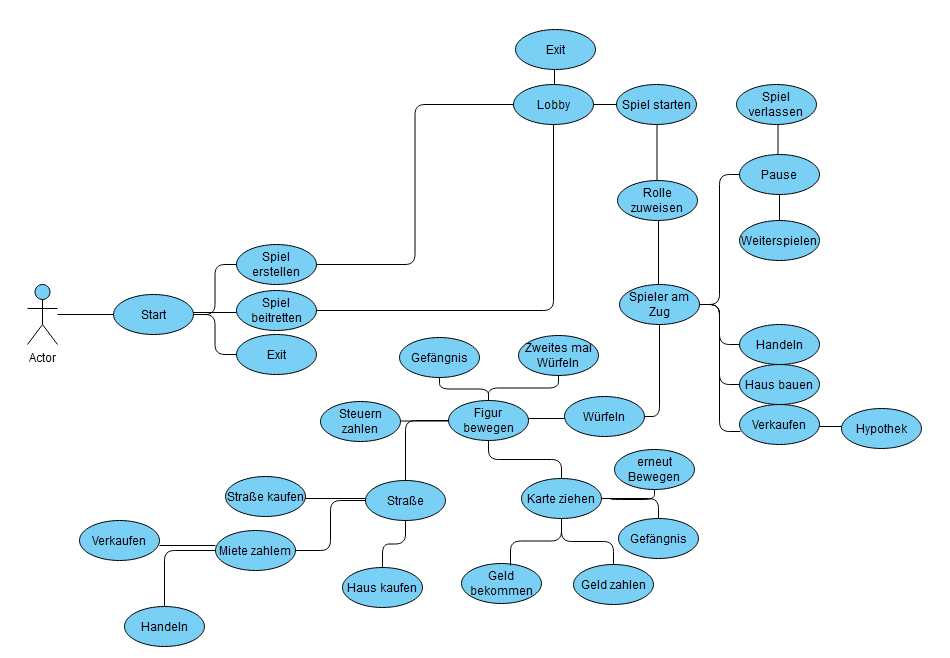 Exit
Lobby
Spiel starten
Spiel
verlassen
Pause
Rolle
zuweisen
Weiterspielen
Spiel
erstellen
Spiel
beitretten
Start
Exit
Actor
Spieler am
Zug
Handeln
Haus bauen
Verkaufen
Hypothek
Gefängnis
Zweites mal
Würfeln
Steuern
zahlen
Figur
bewegen
Würfeln
erneut
Bewegen
Straße kaufen
Straße
Karte ziehen
Gefängnis
Verkaufen
Miete zahlem
Haus kaufen
Geld
bekommen
Geld zahlen
Handeln